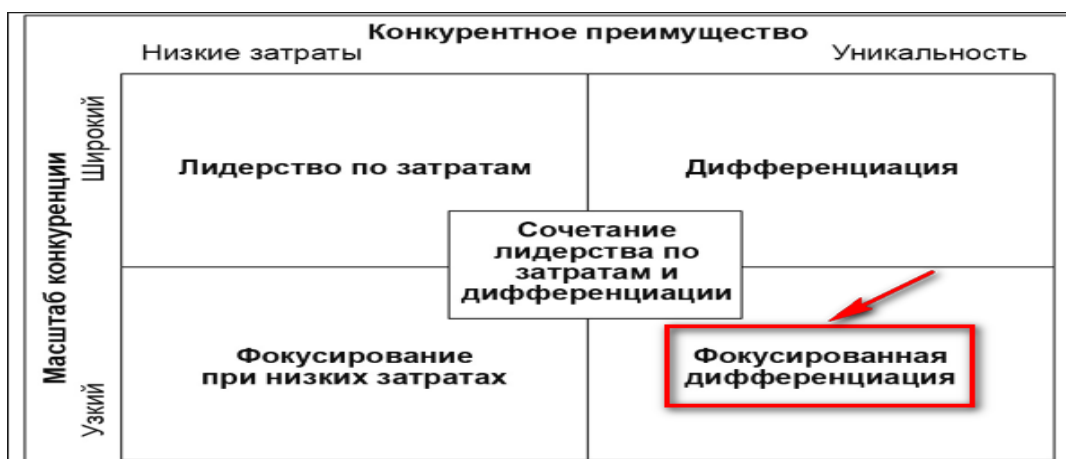 Конкурентное преимущество
Низкие затраты
Уникальность
Масштаб конкуренции
Широкий
Узкий
Лидерство по затратам
Дифференциация
Сочетание
лидерства по
затратам и
дифференциации
Фокусирование
при низких затратах
Фокусированная
дифференциация